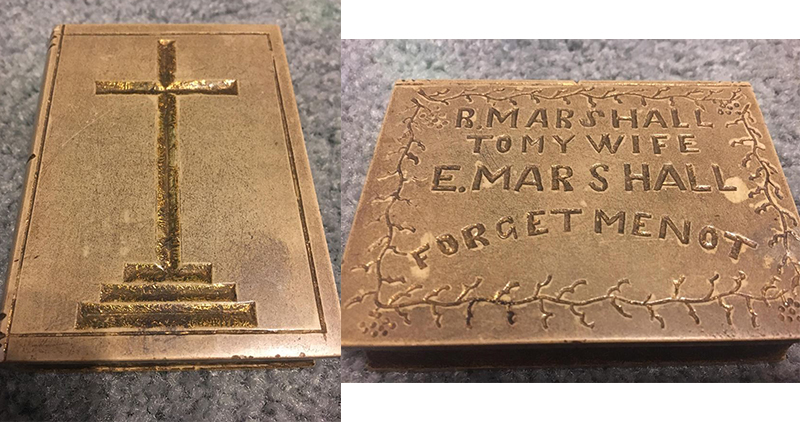 R.MARSHALL
TO MY WIFE
E.MARSHALL
FORGET ME NOT